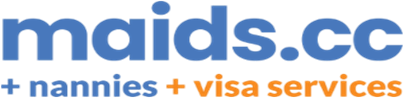 maids.cc
+ nannies + visa services